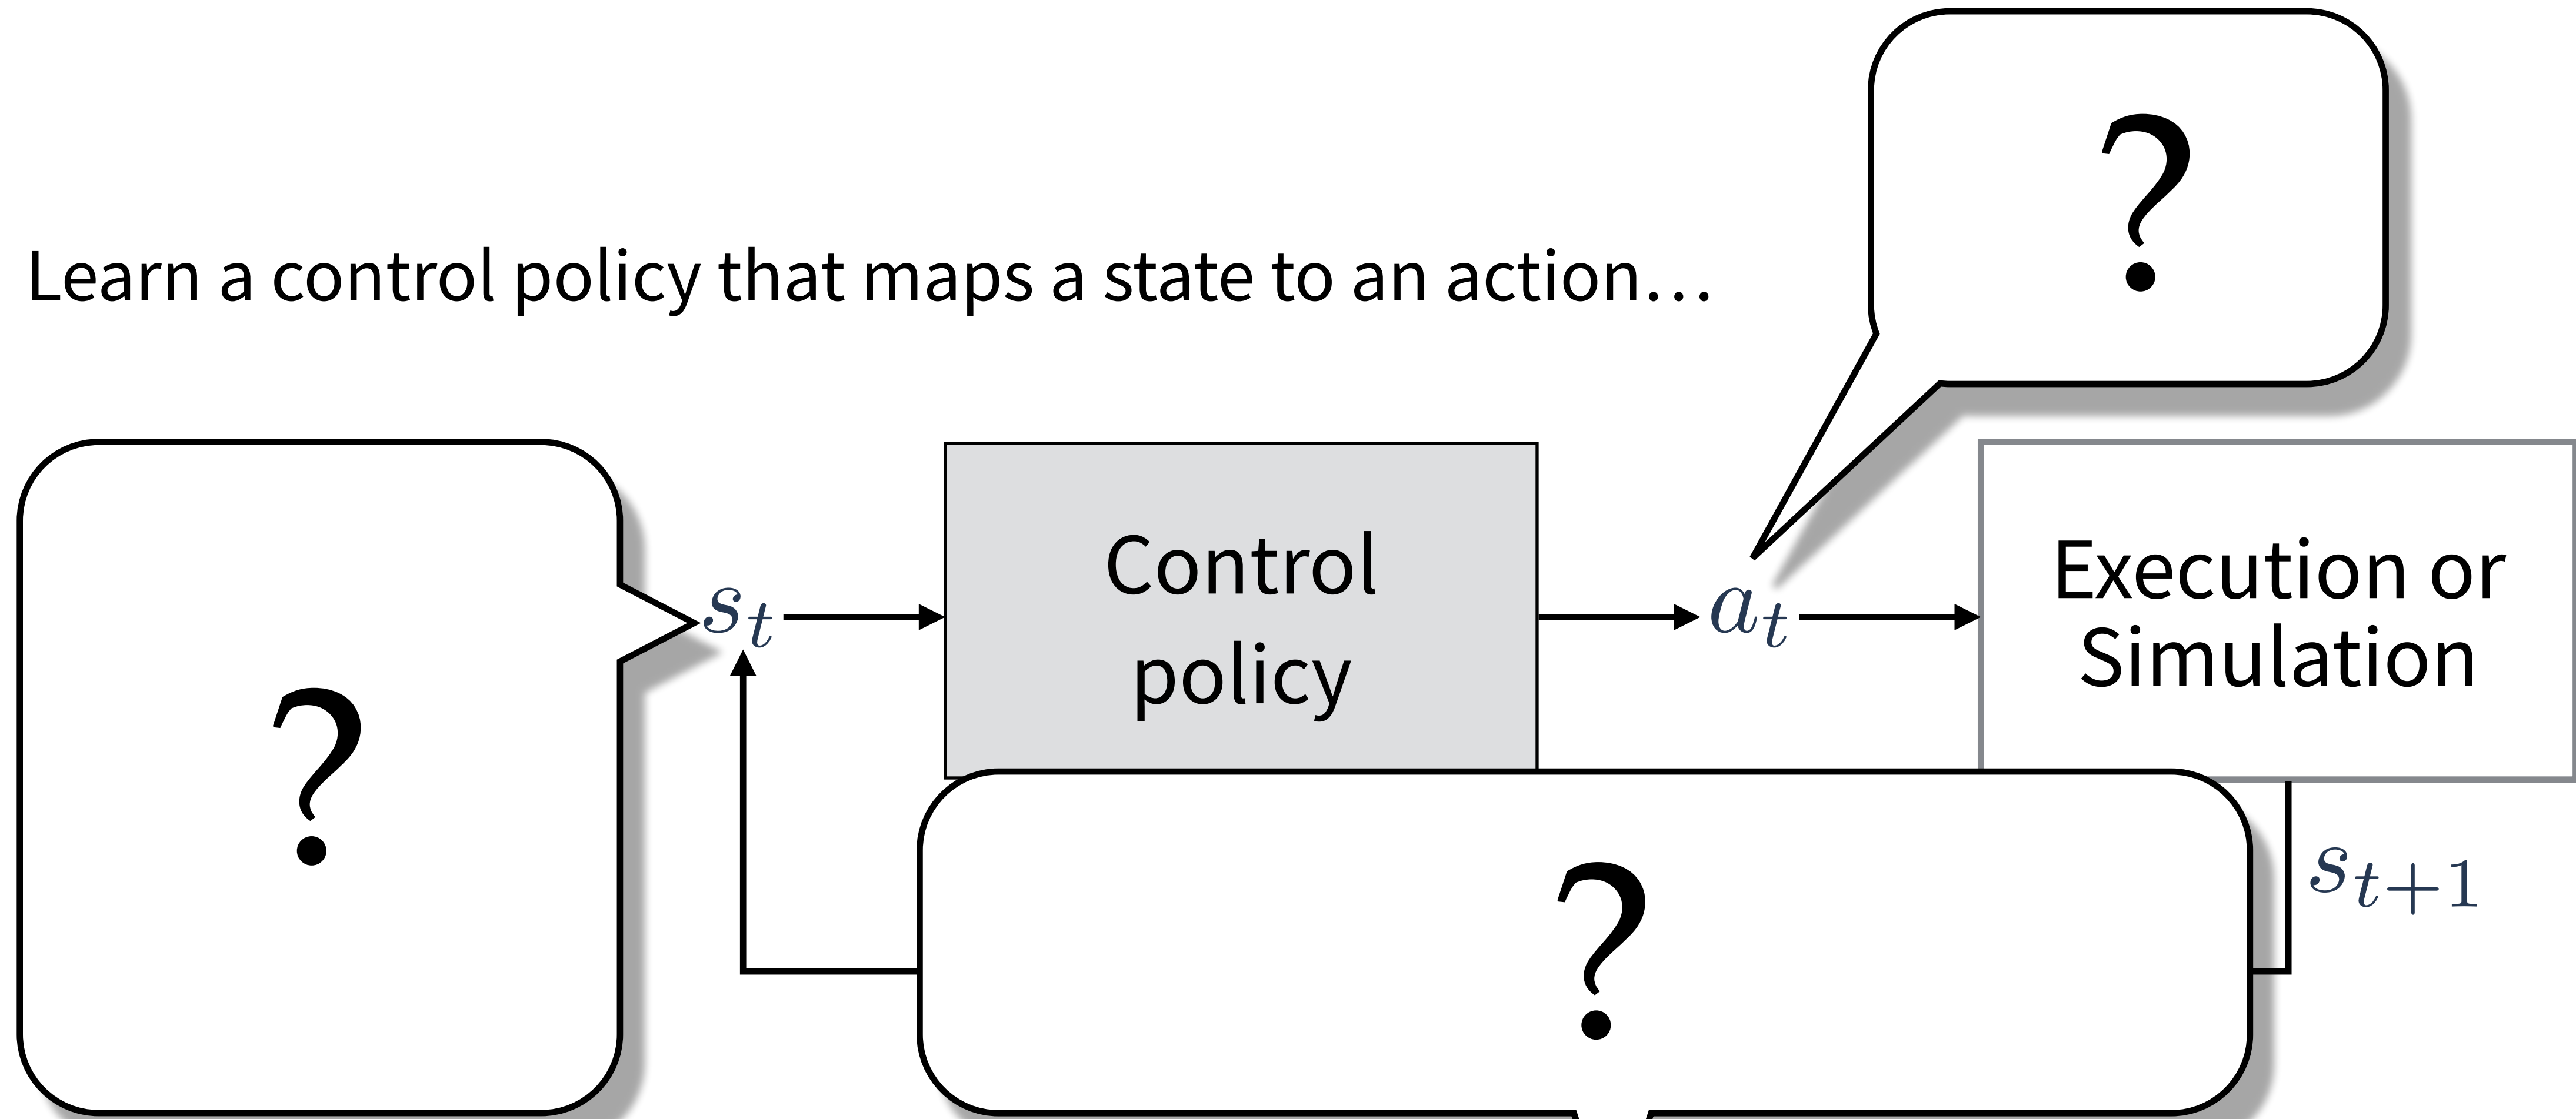 ?
Learn a control policy that maps a state to an action…
?
s_t
Control
policy
a_t
Execution or
Simulation
?
s_{t+1}